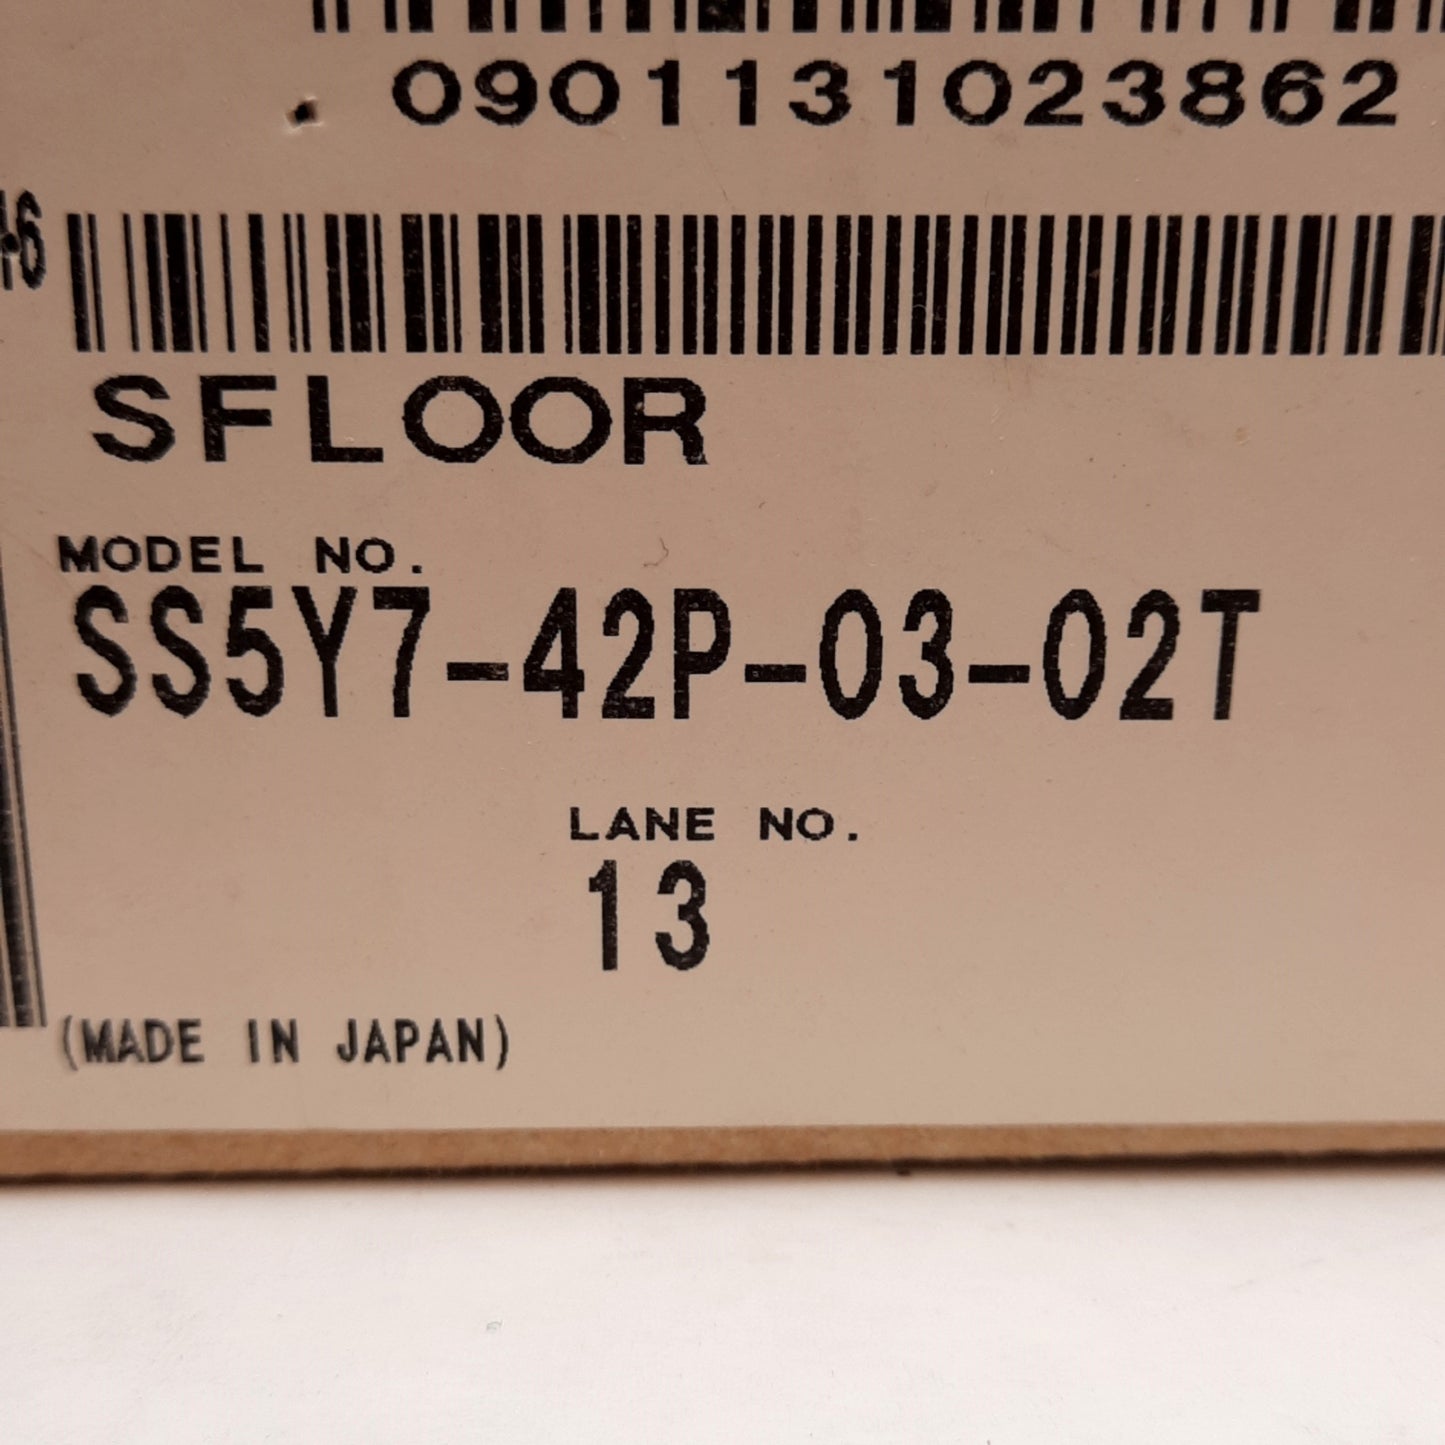 0901131023862
SFLOOR
MODEL NO.
SS5Y7-42P-03-02T
LANE NO.
13
(MADE IN JAPAN)